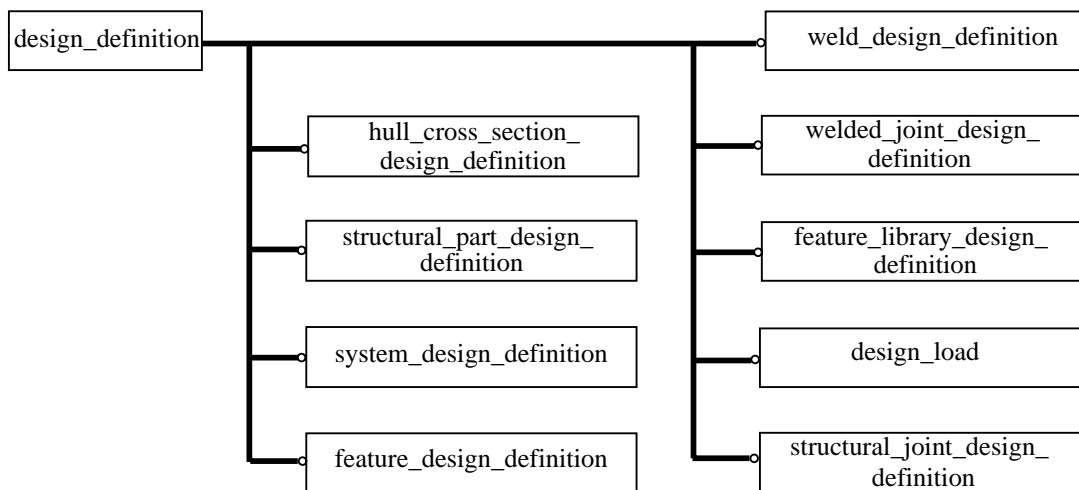 design_definition
weld_design_definition
hull_cross_section_
design_definition
welded_joint_design_
definition
structural_part_design_
definition
feature_library_design_
definition
system_design_definition
design_load
feature_design_definition
structural_joint_design_
definition